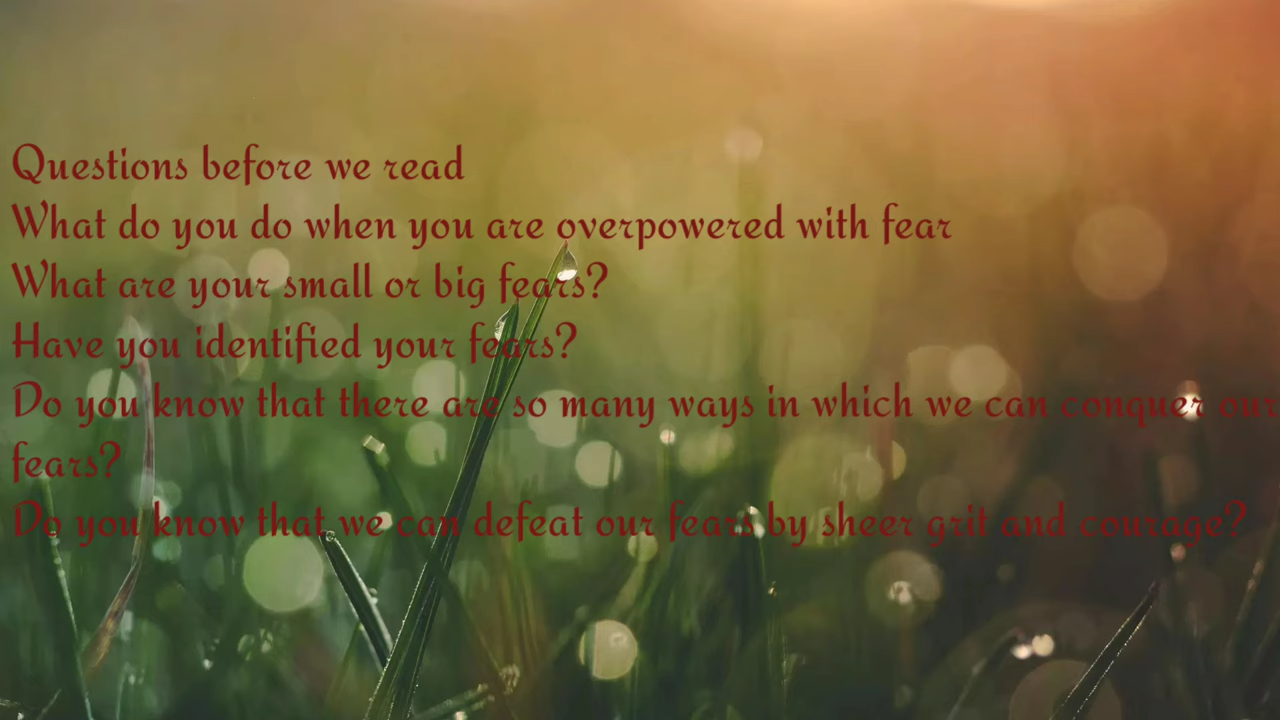 Questions before we read
What do you do when you are overpowered with fear
What are your small or big fears?
Have you identified your fears?
Do you know that there are so many ways in which we can conquer our
fears?
Do you know that we can defeat our fears by sheer grit and courage?